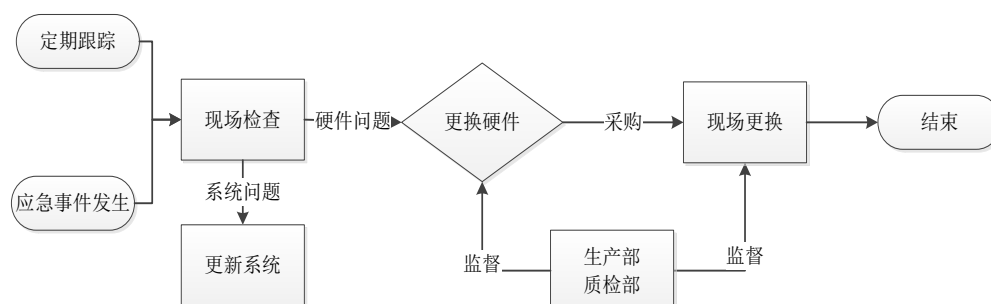 定期跟踪
现场检查
硬件问题
更换硬件
采购
现场更换
结束
应急事件发生
系统问题
更新系统
监督
生产部
质检部
监督